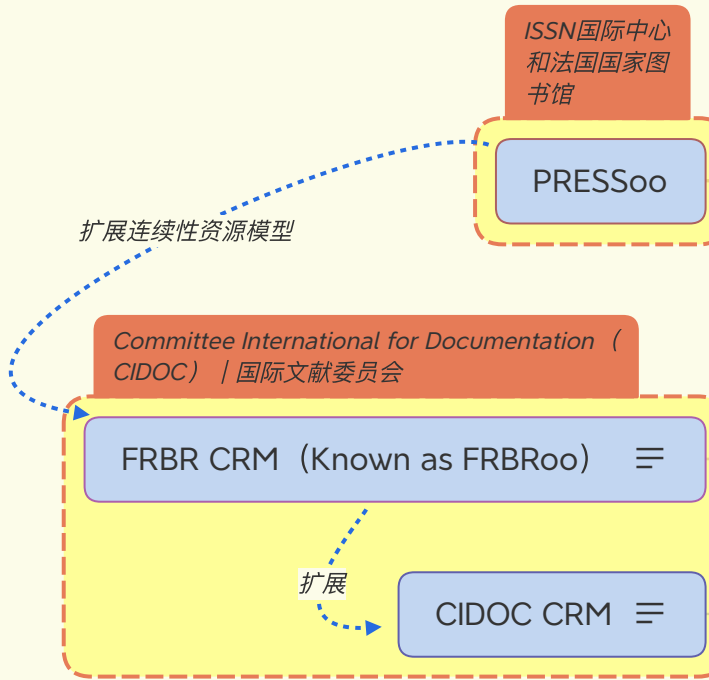 ISSN国际中心
和法国国家图
书馆
PRESSoo
扩展连续性资源模型
Committee International for Documentation（
CIDOC）｜国际文献委员会
FRBR CRM（Known as FRBRoo）
扩展
CIDOC CRM